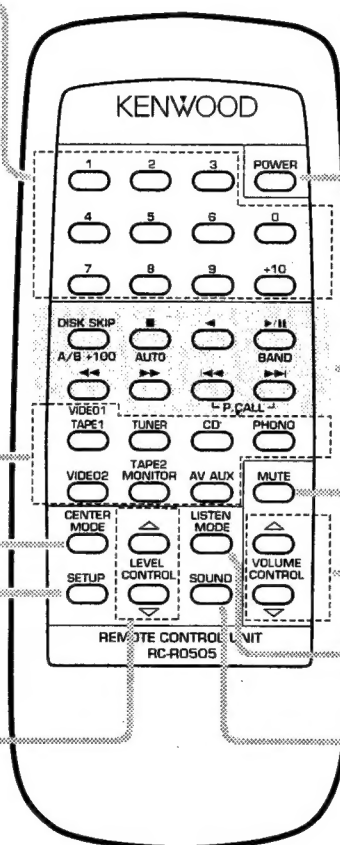 KENWOOD
1 2 3 POWER
4 5 6 0
7 8 9 +10
DISK SKIP ■ ◀ ▶/II
A/B +100 AUTO BAND
◀◀ ▶▶ I◀◀ ▶▶I
P.CALL
VIDEO1
TAPE1 TUNER CD PHONO
TAPE2
VIDEO2 MONITOR AV AUX MUTE
CENTER MODE LISTEN MODE
LEVEL CONTROL VOLUME CONTROL
SETUP SOUND
REMOTE CONTROL UNIT
RC-R0505